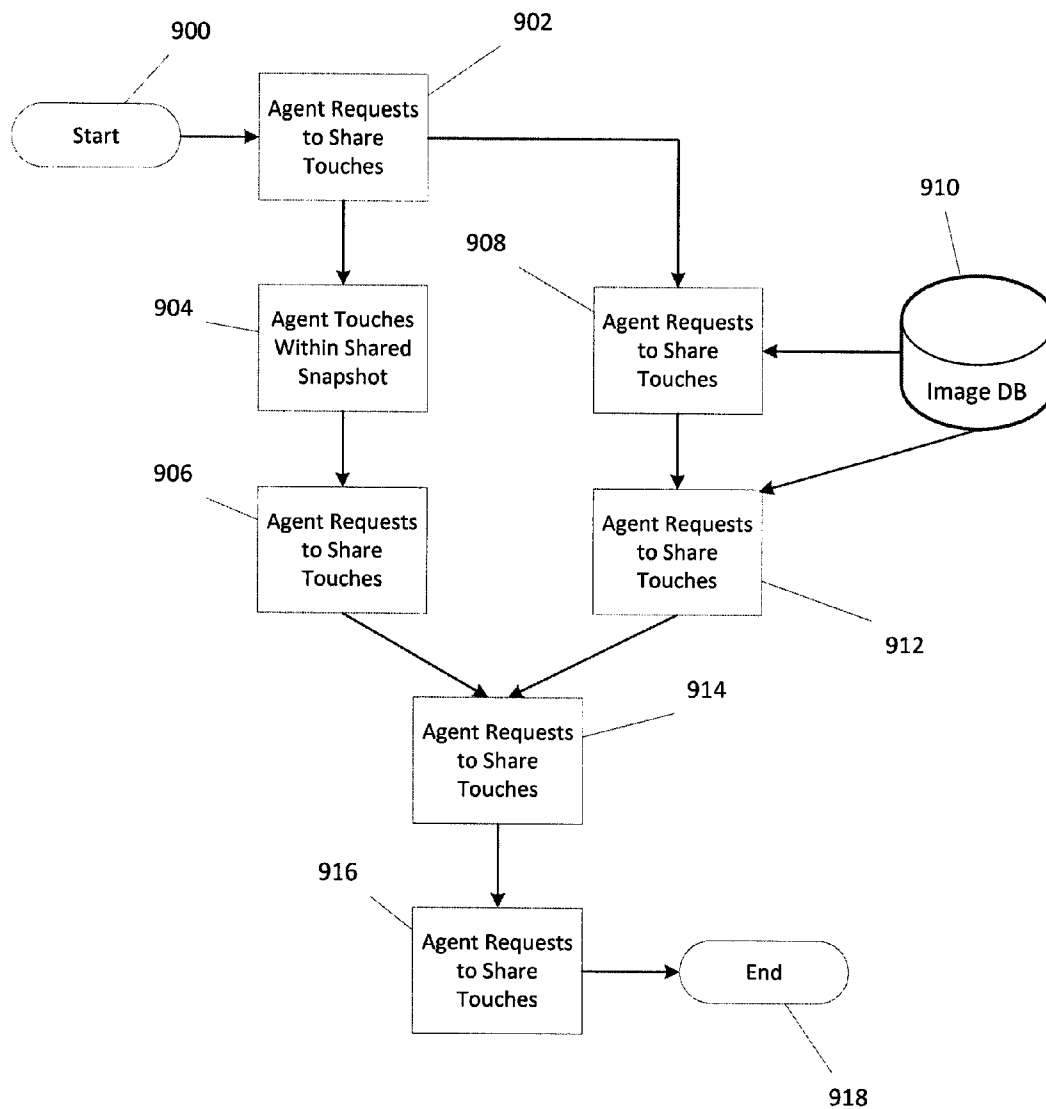 900
902
Start
Agent Requests
to Share
Touches
910
908
904
Agent Touches
Within Shared
Snapshot
Agent Requests
to Share
Touches
Image DB
906
Agent Requests
to Share
Touches
Agent Requests
to Share
Touches
912
914
Agent Requests
to Share
Touches
916
Agent Requests
to Share
Touches
End
918